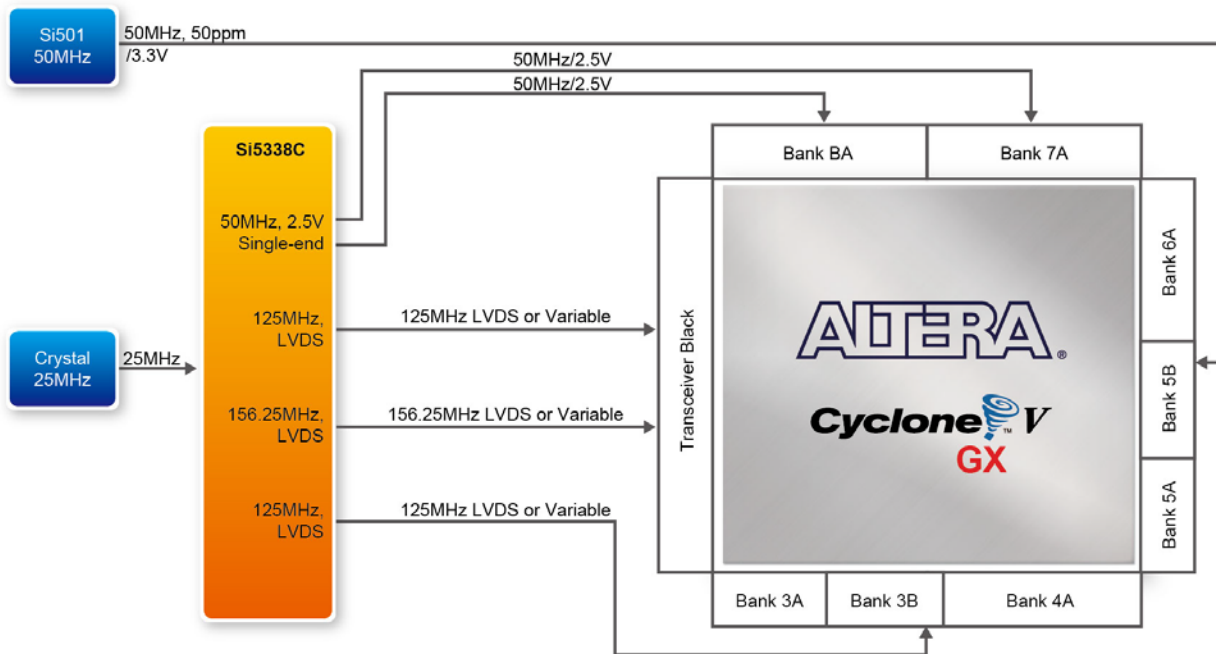 Si501
50MHz
50MHz, 50ppm
/3.3V
50MHz/2.5V
50MHz/2.5V
Si5338C
50MHz, 2.5V
Single-end
125MHz,
LVDS
156.25MHz,
LVDS
125MHz,
LVDS
Crystal
25MHz
25MHz
125MHz LVDS or Variable
156.25MHz LVDS or Variable
125MHz LVDS or Variable
Bank BA
Bank 7A
Transceiver Black
ALTERA®
Cyclone™ V
GX
Bank 6A
Bank 5B
Bank 5A
Bank 3A
Bank 3B
Bank 4A